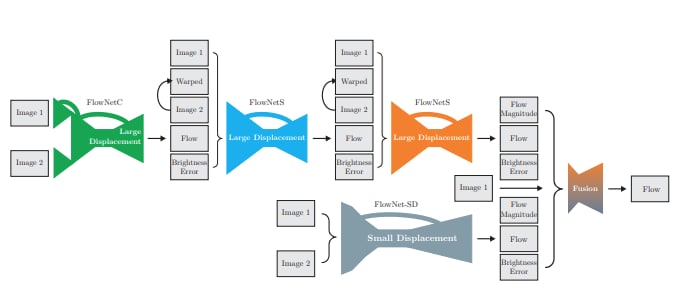 Image 1
Image 2
FlowNetC
Large
Displacement
Image 1
Warped
Image 2
Flow
Brightness
Error
FlowNetS
Large Displacement
Image 1
Warped
Image 2
Flow
Brightness
Error
FlowNetS
Large Displacement
Flow
Magnitude
Flow
Brightness
Error
Image 1
Image 1
Image 2
FlowNet-SD
Small Displacement
Flow
Magnitude
Flow
Brightness
Error
Fusion
Flow